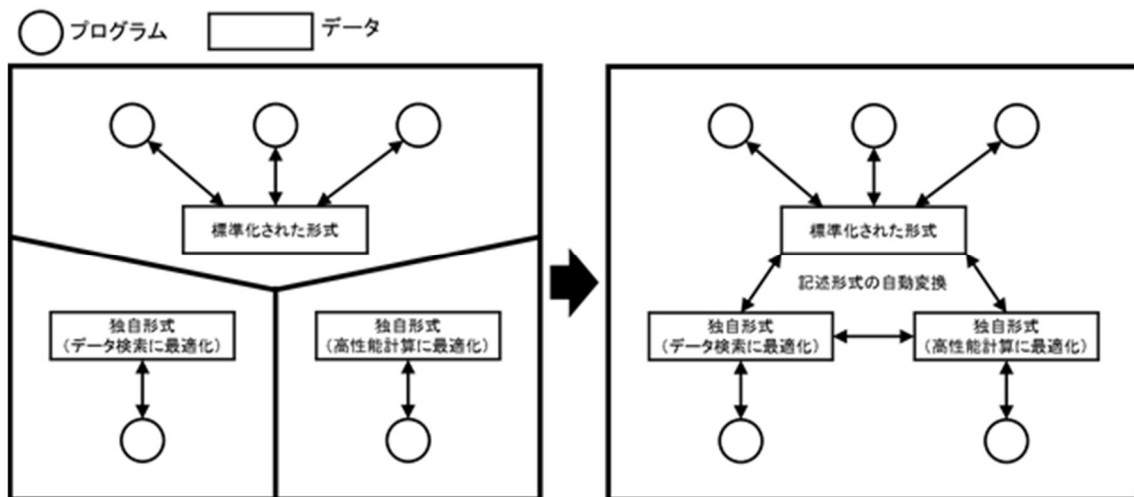 プログラム
データ
標準化された形式
独自形式
(データ検索に最適化)
独自形式
(高性能計算に最適化)
標準化された形式
記述形式の自動変換
独自形式
(データ検索に最適化)
独自形式
(高性能計算に最適化)